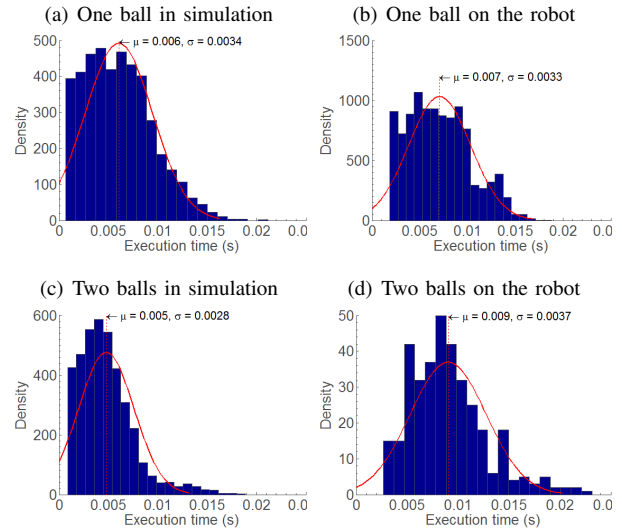 (a) One ball in simulation
500
400
300
200
100
0
Density
← μ = 0.006, σ = 0.0034
0 0.005 0.01 0.015 0.02 0.0
Execution time (s)
(b) One ball on the robot
1500
1000
500
0
Density
← μ = 0.007, σ = 0.0033
0 0.005 0.01 0.015 0.02 0.0
Execution time (s)
(c) Two balls in simulation
600
400
200
0
Density
← μ = 0.005, σ = 0.0028
0 0.005 0.01 0.015 0.02 0.0
Execution time (s)
(d) Two balls on the robot
50
40
30
20
10
0
Density
← μ = 0.009, σ = 0.0037
0 0.005 0.01 0.015 0.02 0.0
Execution time (s)